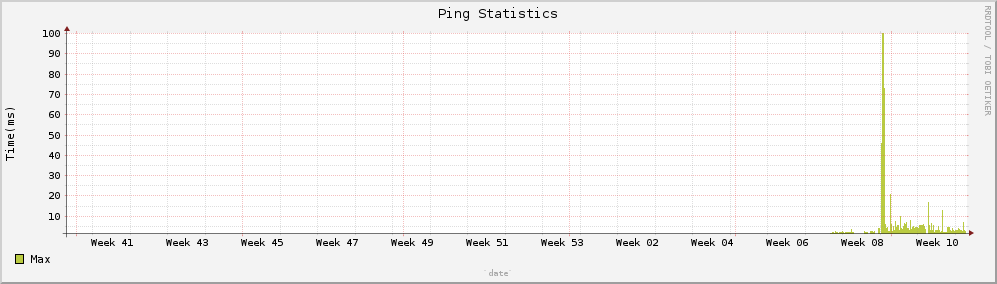 Ping Statistics
RRDTOOL / TOBI OETIKER
Time(ms)
100
90
80
70
60
50
40
30
20
10
Week 41 Week 43 Week 45 Week 47 Week 49 Week 51 Week 53 Week 02 Week 04 Week 06 Week 08 Week 10
Max
`date`